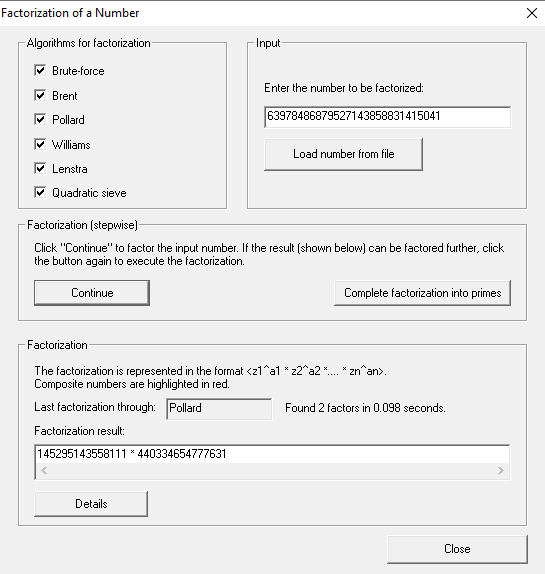 Factorization of a Number
Algorithms for factorization
Brute-force
Brent
Pollard
Williams
Lenstra
Quadratic sieve
Input
Enter the number to be factorized:
63978486879527143858831415041
Load number from file
Factorization (stepwise)
Click "Continue" to factor the input number. If the result (shown below) can be factored further, click
the button again to execute the factorization.
Continue
Complete factorization into primes
Factorization
The factorization is represented in the format <z1^a1 * z2^a2 *.... * zn^an>.
Composite numbers are highlighted in red.
Last factorization through: Pollard Found 2 factors in 0.098 seconds.
Factorization result:
145295143558111 * 440334654777631
Details
Close